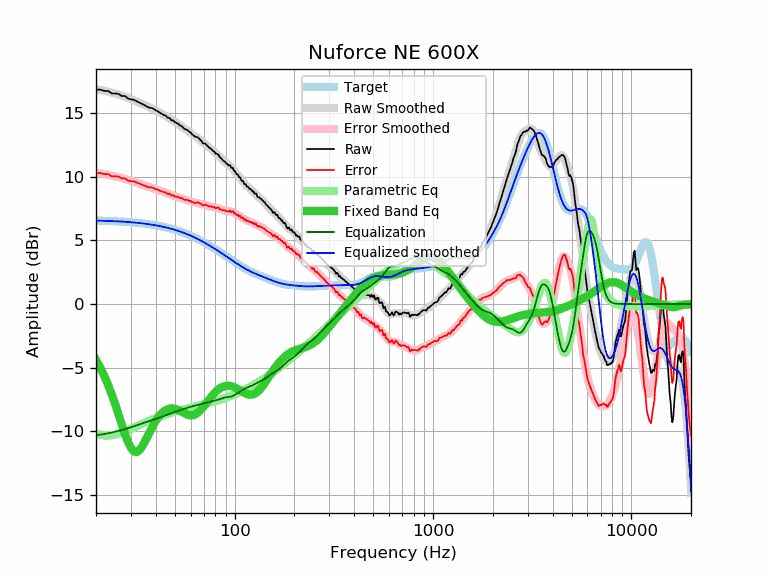 Nuforce NE 600X
Target
Raw Smoothed
Error Smoothed
Raw
Error
Parametric Eq
Fixed Band Eq
Equalization
Equalized smoothed
Amplitude (dBr)
15
10
5
0
−5
−10
−15
100
1000
10000
Frequency (Hz)